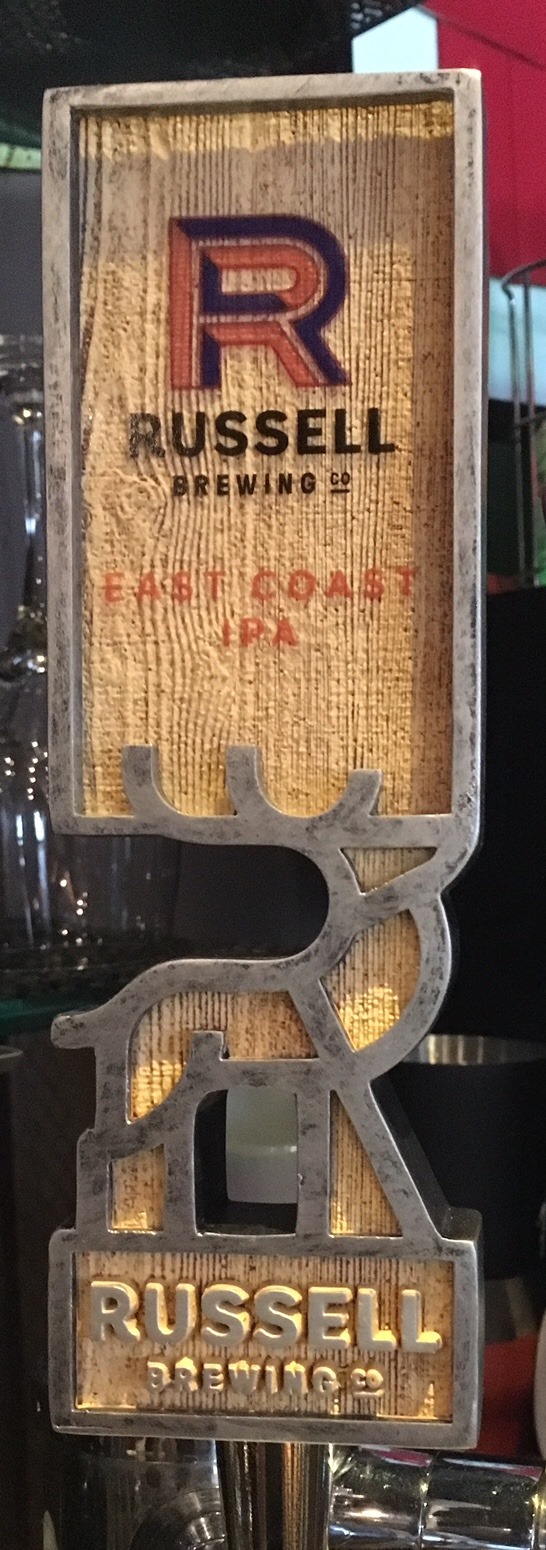 R
RUSSELL
BREWING CO
EAST COAST
IPA
RUSSELL
BREWING CO